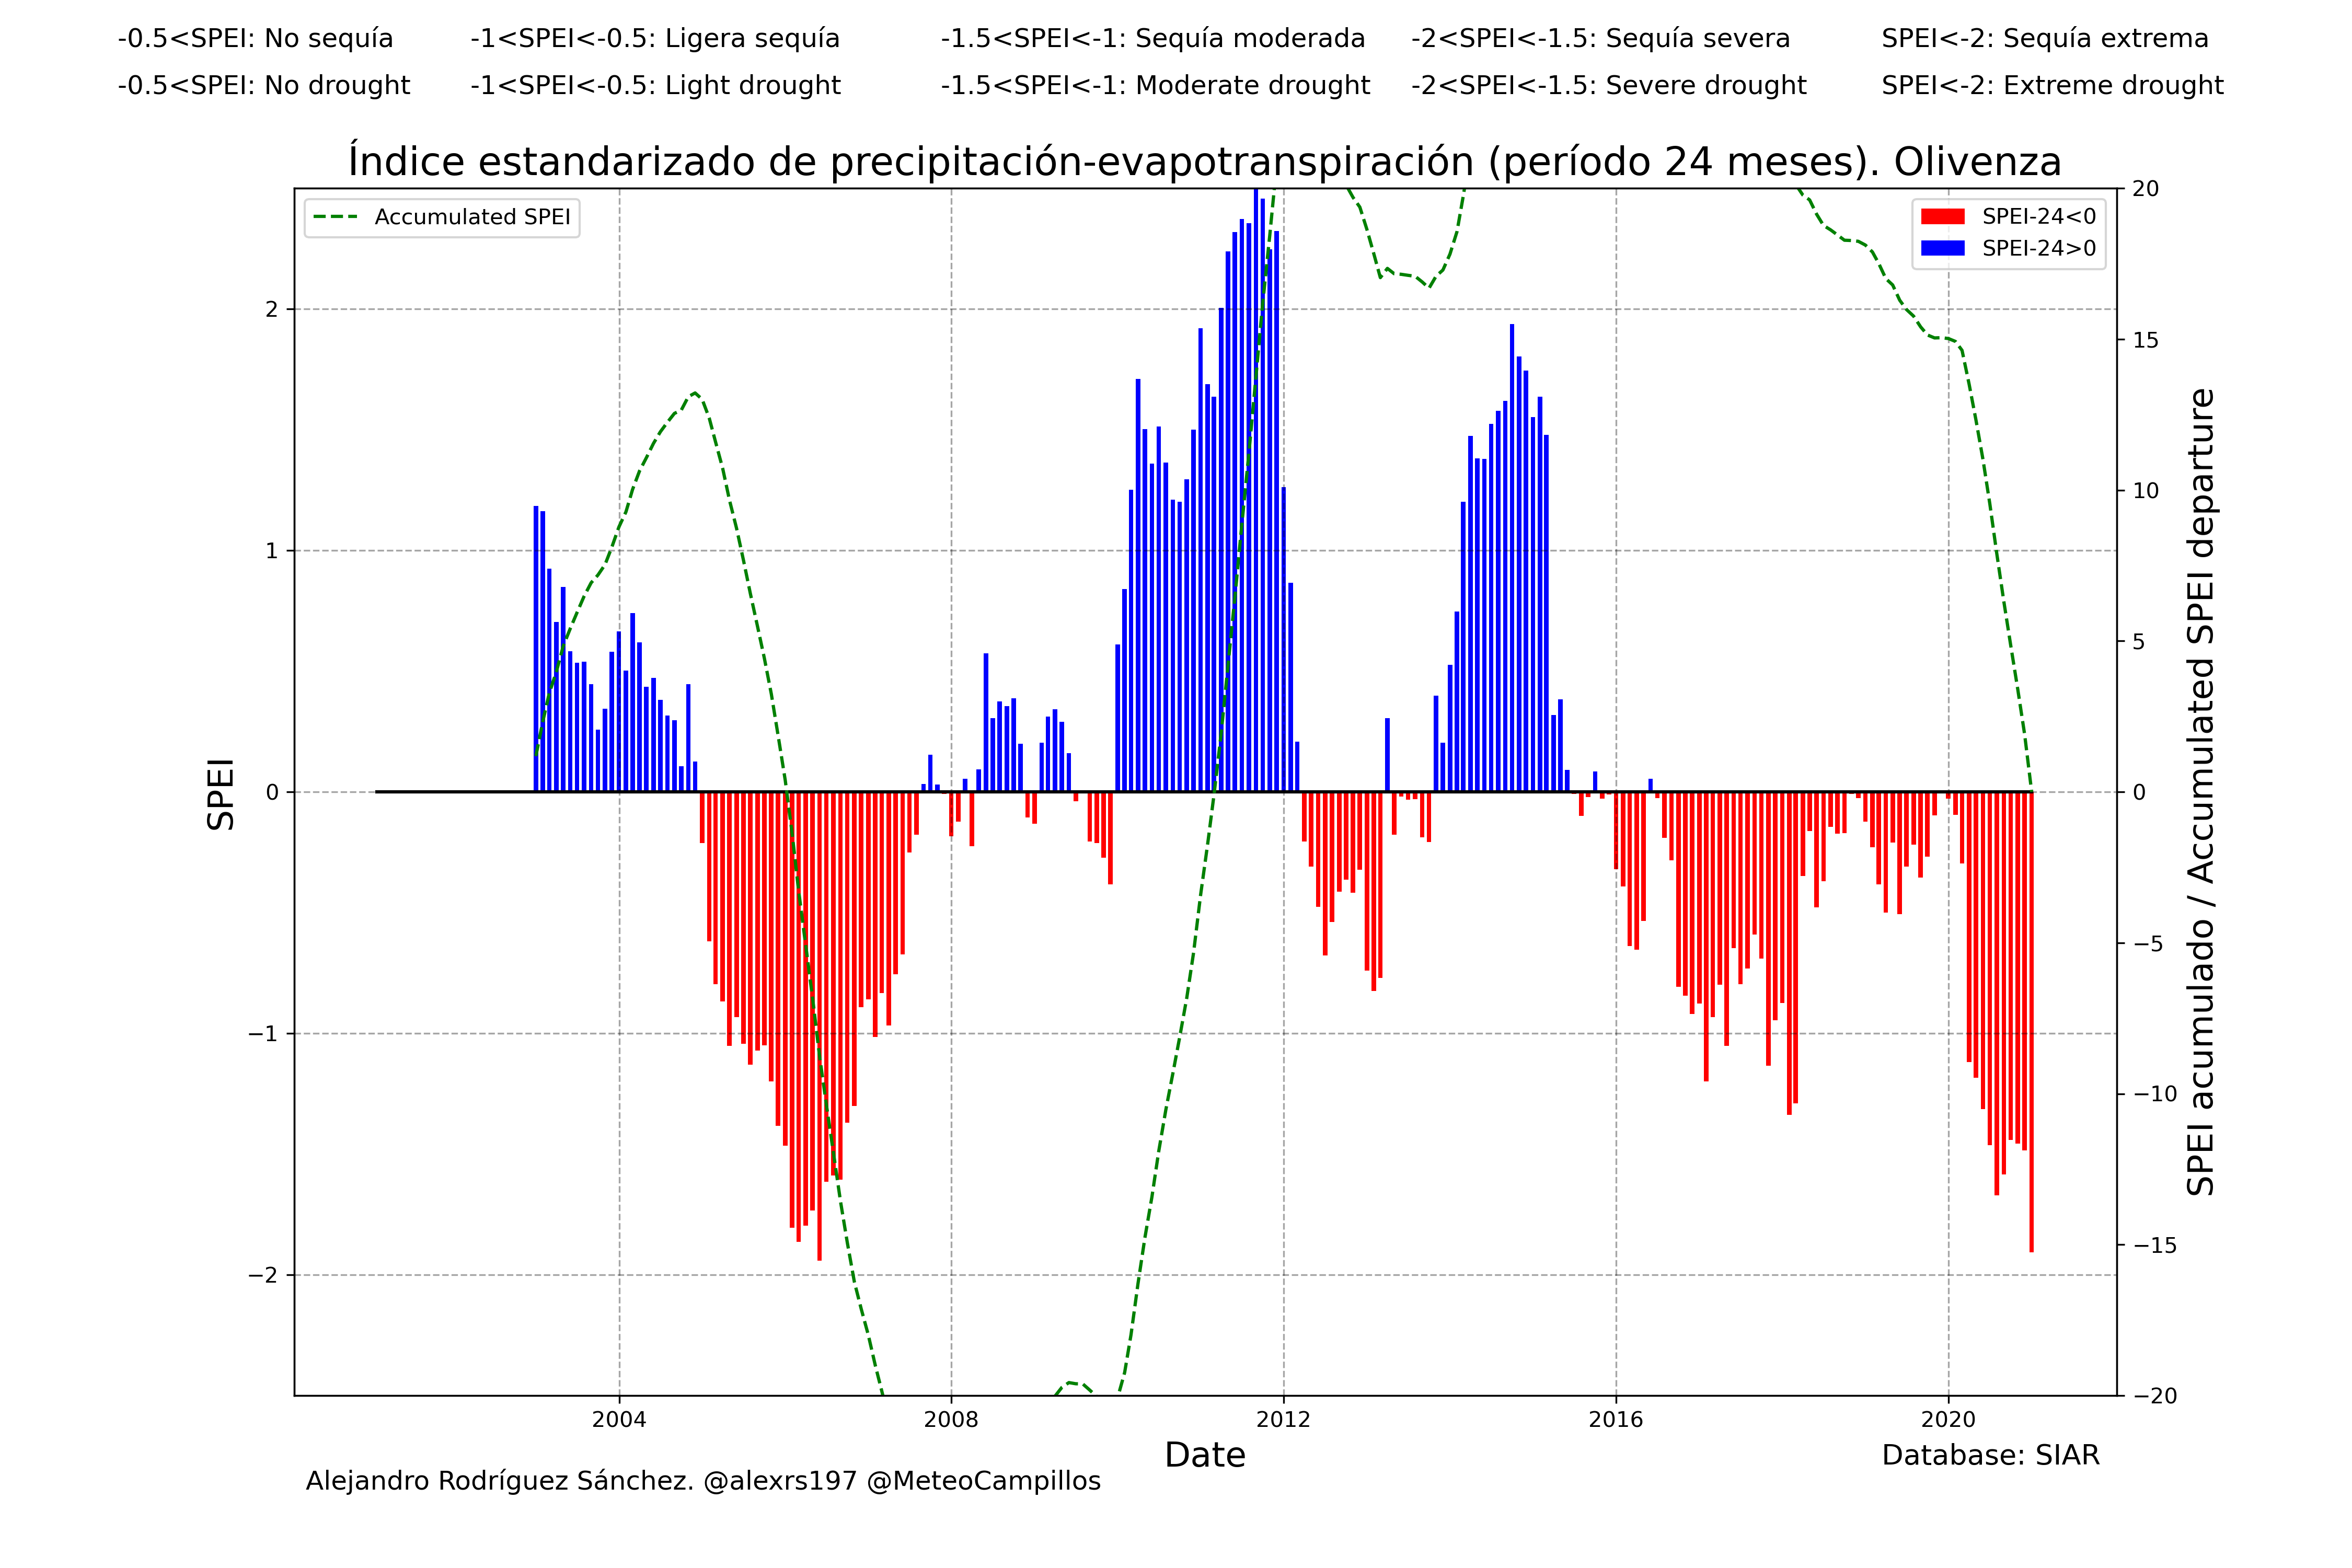 -0.5<SPEI: No sequía -1<SPEI<-0.5: Ligera sequía -1.5<SPEI<-1: Sequía moderada -2<SPEI<-1.5: Sequía severa SPEI<-2: Sequía extrema
-0.5<SPEI: No drought -1<SPEI<-0.5: Light drought -1.5<SPEI<-1: Moderate drought -2<SPEI<-1.5: Severe drought SPEI<-2: Extreme drought
Índice estandarizado de precipitación-evapotranspiración (período 24 meses). Olivenza
Accumulated SPEI
SPEI-24<0
SPEI-24>0
SPEI
2
1
0
−1
−2
20
15
10
5
0
−5
−10
−15
−20
SPEI acumulado / Accumulated SPEI departure
2004 2008 2012 2016 2020
Date
Database: SIAR
Alejandro Rodríguez Sánchez. @alexrs197 @MeteoCampillos